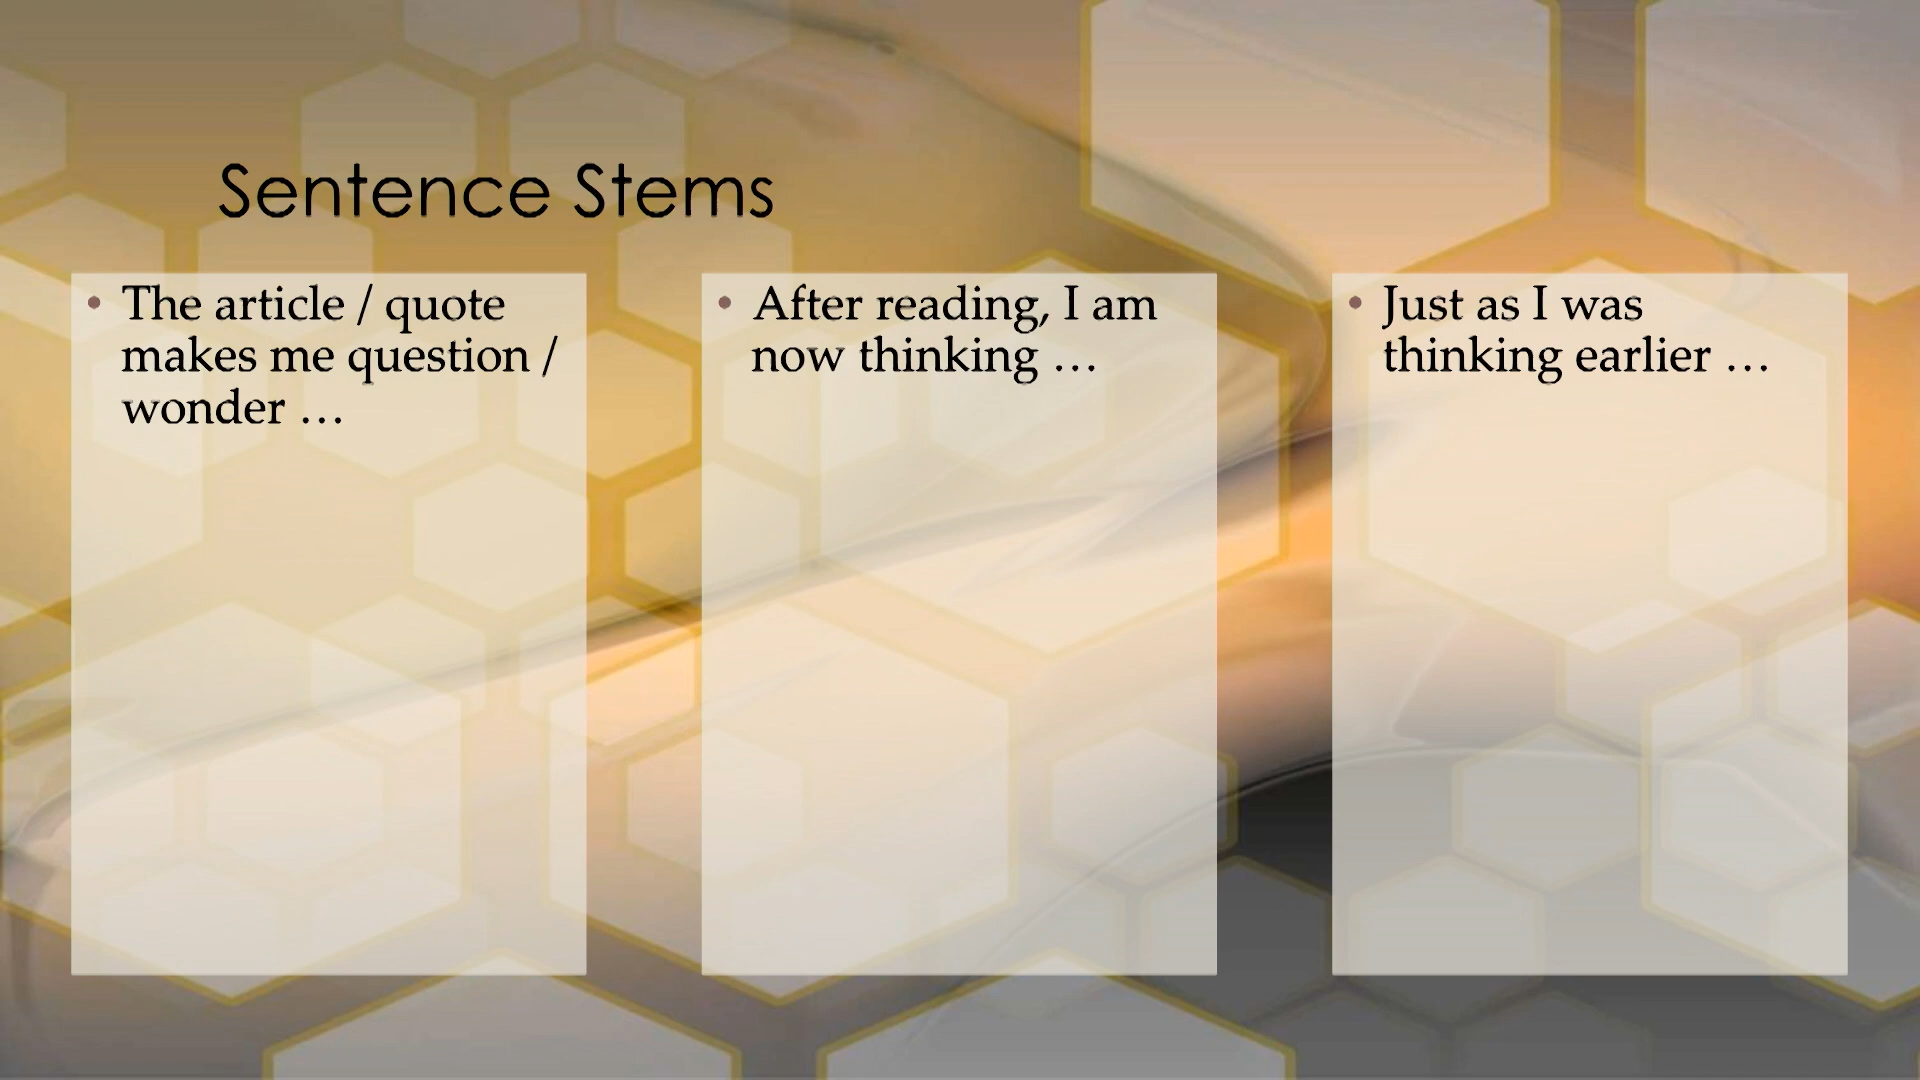 Sentence Stems
• The article / quote
makes me question /
wonder …
• After reading, I am
now thinking …
• Just as I was
thinking earlier …